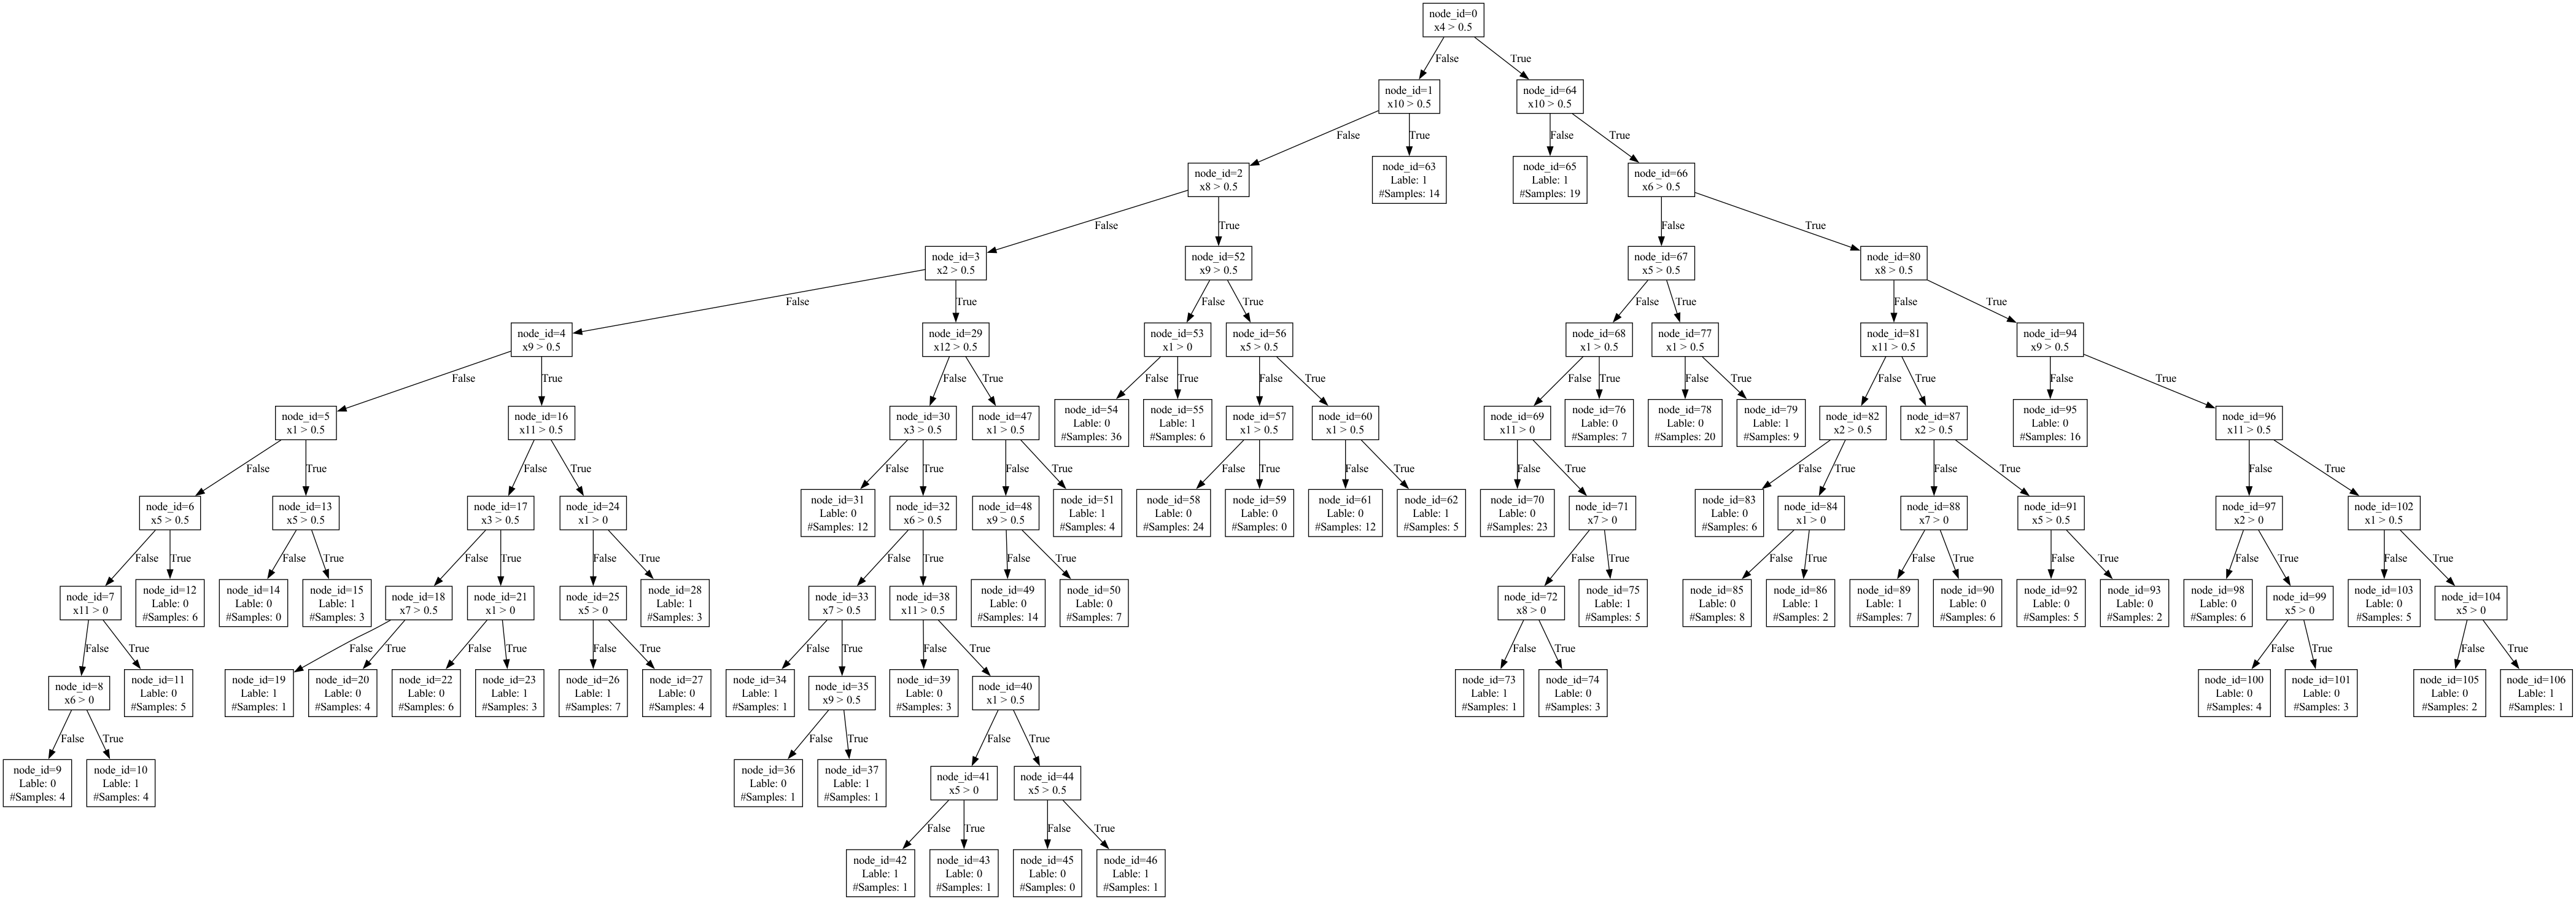 node_id=0
x4 > 0.5
False
True
node_id=1
x10 > 0.5
node_id=64
x10 > 0.5
False
True
False
True
node_id=2
x8 > 0.5
node_id=63
Lable: 1
#Samples: 14
node_id=65
Lable: 1
#Samples: 19
node_id=66
x6 > 0.5
False
True
False
True
node_id=3
x2 > 0.5
node_id=52
x9 > 0.5
node_id=67
x5 > 0.5
node_id=80
x8 > 0.5
False
True
False
True
False
True
False
True
node_id=4
x9 > 0.5
node_id=29
x12 > 0.5
node_id=53
x1 > 0
node_id=56
x5 > 0.5
node_id=68
x1 > 0.5
node_id=77
x1 > 0.5
node_id=81
x11 > 0.5
node_id=94
x9 > 0.5
False
True
False
True
False
True
False
True
False
True
False
True
False
True
False
True
node_id=5
x1 > 0.5
node_id=16
x11 > 0.5
node_id=30
x3 > 0.5
node_id=47
x1 > 0.5
node_id=54
Lable: 0
#Samples: 36
node_id=55
Lable: 1
#Samples: 6
node_id=57
x1 > 0.5
node_id=60
x1 > 0.5
node_id=69
x11 > 0
node_id=76
Lable: 0
#Samples: 7
node_id=78
Lable: 0
#Samples: 20
node_id=79
Lable: 1
#Samples: 9
node_id=82
x2 > 0.5
node_id=87
x2 > 0.5
node_id=95
Lable: 0
#Samples: 16
node_id=96
x11 > 0.5
False
True
False
True
False
True
False
True
False
True
False
True
False
True
False
True
False
True
False
True
node_id=6
x5 > 0.5
node_id=13
x5 > 0.5
node_id=17
x3 > 0.5
node_id=24
x1 > 0
node_id=31
Lable: 0
#Samples: 12
node_id=32
x6 > 0.5
node_id=48
x9 > 0.5
node_id=51
Lable: 1
#Samples: 4
node_id=58
Lable: 0
#Samples: 24
node_id=59
Lable: 0
#Samples: 0
node_id=61
Lable: 0
#Samples: 12
node_id=62
Lable: 1
#Samples: 5
node_id=70
Lable: 0
#Samples: 23
node_id=71
x7 > 0
node_id=83
Lable: 0
#Samples: 6
node_id=84
x1 > 0
node_id=88
x7 > 0
node_id=91
x5 > 0.5
node_id=97
x2 > 0
node_id=102
x1 > 0.5
False
True
False
True
False
True
False
True
False
True
False
True
False
True
False
True
False
True
False
True
False
True
False
True
node_id=7
x11 > 0
node_id=12
Lable: 0
#Samples: 6
node_id=14
Lable: 0
#Samples: 0
node_id=15
Lable: 1
#Samples: 3
node_id=18
x7 > 0.5
node_id=21
x1 > 0
node_id=25
x5 > 0
node_id=28
Lable: 1
#Samples: 3
node_id=33
x7 > 0.5
node_id=38
x11 > 0.5
node_id=49
Lable: 0
#Samples: 14
node_id=50
Lable: 0
#Samples: 7
node_id=72
x8 > 0
node_id=75
Lable: 1
#Samples: 5
node_id=85
Lable: 0
#Samples: 8
node_id=86
Lable: 1
#Samples: 2
node_id=89
Lable: 1
#Samples: 7
node_id=90
Lable: 0
#Samples: 6
node_id=92
Lable: 0
#Samples: 5
node_id=93
Lable: 0
#Samples: 2
node_id=98
Lable: 0
#Samples: 6
node_id=99
x5 > 0
node_id=103
Lable: 0
#Samples: 5
node_id=104
x5 > 0
False
True
False
True
False
True
False
True
False
True
False
True
False
True
False
True
False
True
node_id=8
x6 > 0
node_id=11
Lable: 0
#Samples: 5
node_id=19
Lable: 1
#Samples: 1
node_id=20
Lable: 0
#Samples: 4
node_id=22
Lable: 0
#Samples: 6
node_id=23
Lable: 1
#Samples: 3
node_id=26
Lable: 1
#Samples: 7
node_id=27
Lable: 0
#Samples: 4
node_id=34
Lable: 1
#Samples: 1
node_id=35
x9 > 0.5
node_id=39
Lable: 0
#Samples: 3
node_id=40
x1 > 0.5
node_id=73
Lable: 1
#Samples: 1
node_id=74
Lable: 0
#Samples: 3
node_id=100
Lable: 0
#Samples: 4
node_id=101
Lable: 0
#Samples: 3
node_id=105
Lable: 0
#Samples: 2
node_id=106
Lable: 1
#Samples: 1
False
True
False
True
False
True
node_id=9
Lable: 0
#Samples: 4
node_id=10
Lable: 1
#Samples: 4
node_id=36
Lable: 0
#Samples: 1
node_id=37
Lable: 1
#Samples: 1
node_id=41
x5 > 0
node_id=44
x5 > 0.5
False
True
False
True
node_id=42
Lable: 1
#Samples: 1
node_id=43
Lable: 0
#Samples: 1
node_id=45
Lable: 0
#Samples: 0
node_id=46
Lable: 1
#Samples: 1